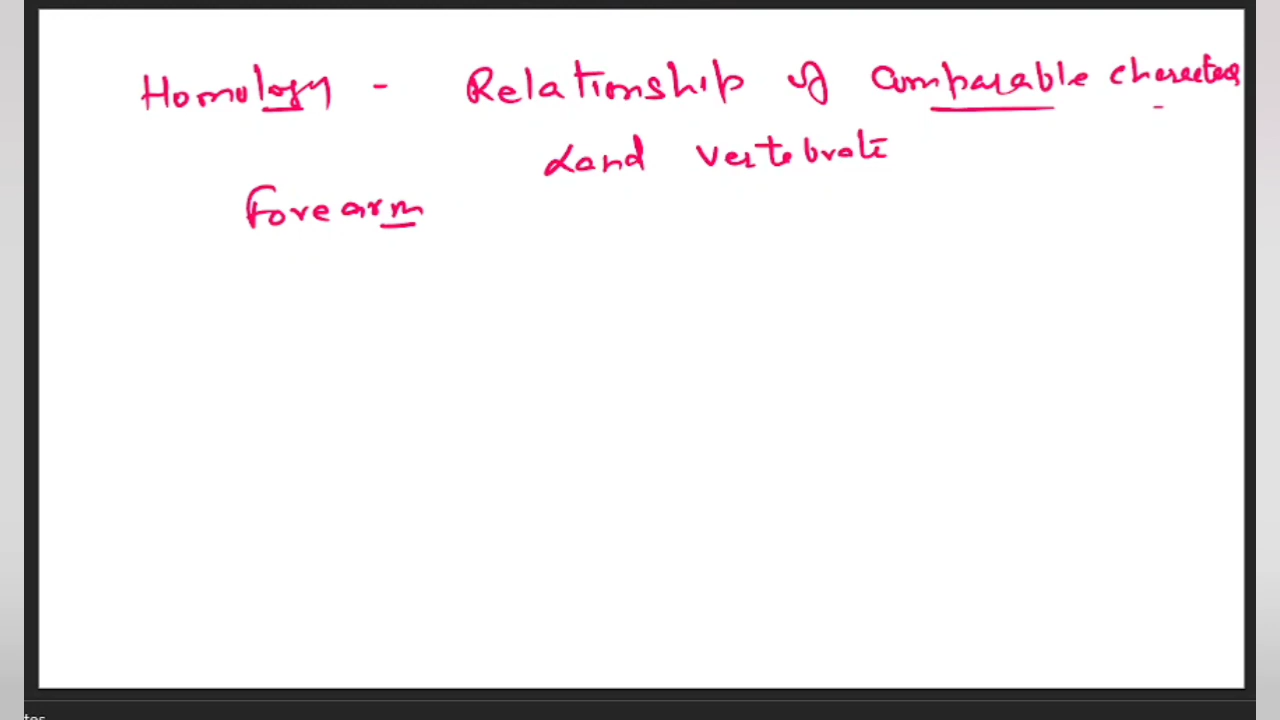 Homology - Relationship of comparable characters
Land vertebrate
Forearm